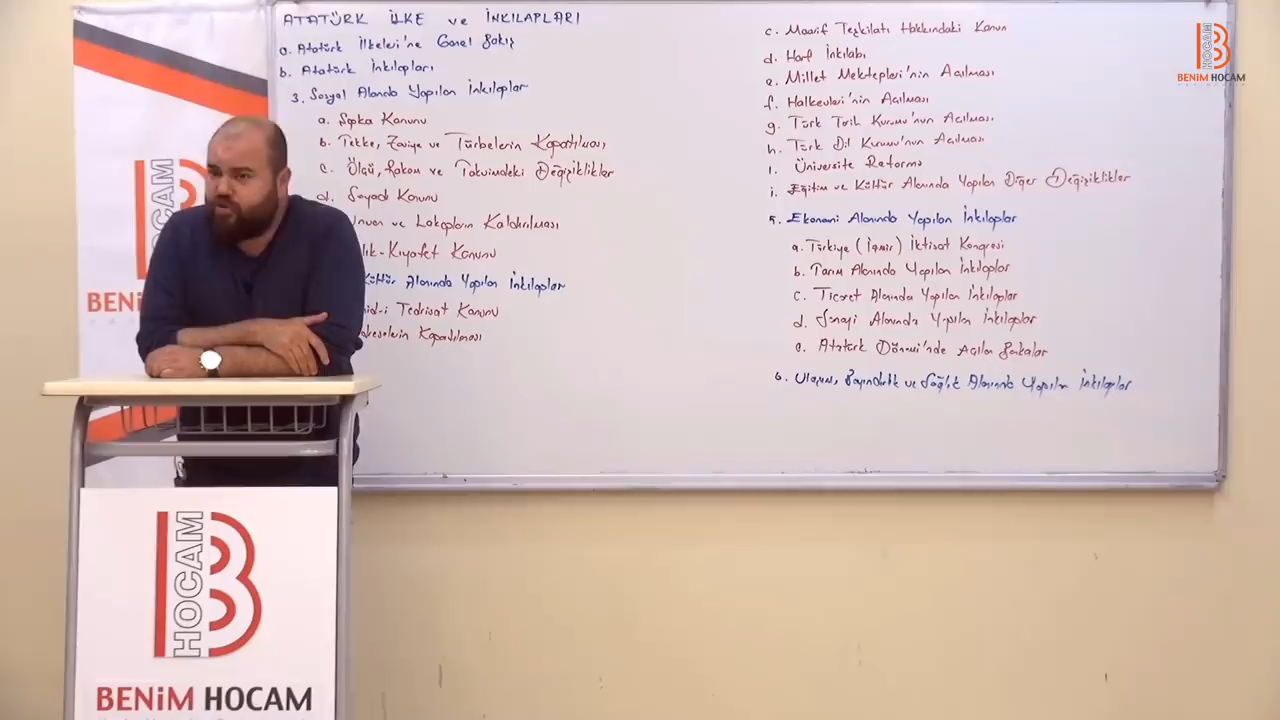 ATATÜRK İLKE ve İNKILAPLARI
a. Atatürk İlkeleri'ne Genel Bakış
b. Atatürk İnkılapları
3. Sosyal Alanda Yapılan İnkılaplar
a. Şapka Kanunu
b. Tekke, Zaviye ve Türbelerin Kapatılması
c. Ölçü, Rakam ve Takvimdeki Değişiklikler
d. Soyadı Kanunu
ve Lakapların Kaldırılması
Kıyafet Kanunu
Kültür Alanında Yapılan İnkılaplar
Tedrisat Kanunu
Kapatılması
c. Maarif Teşkilatı Hakkındaki Kanun
d. Harf İnkılabı
e. Millet Mektepleri'nin Açılması
f. Halkevleri'nin Açılması
g. Türk Tarih Kurumu'nun Açılması
h. Türk Dil Kurumu'nun Açılması
ı. Üniversite Reformu
i. Eğitim ve Kültür Alanında Yapılan Diğer Değişiklikler
5. Ekonomi Alanında Yapılan İnkılaplar
a. Türkiye (İzmir) İktisat Kongresi
b. Tarım Alanında Yapılan İnkılaplar
c. Ticaret Alanında Yapılan İnkılaplar
d. Sanayi Alanında Yapılan İnkılaplar
e. Atatürk Dönemi'nde Açılan Bankalar
6. Ulaşım, Bayındırlık ve Sağlık Alanında Yapılan İnkılaplar
HOCAM
BENİM HOCAM
HOCAM
BENİM
HOCAM
BENİM HOCAM